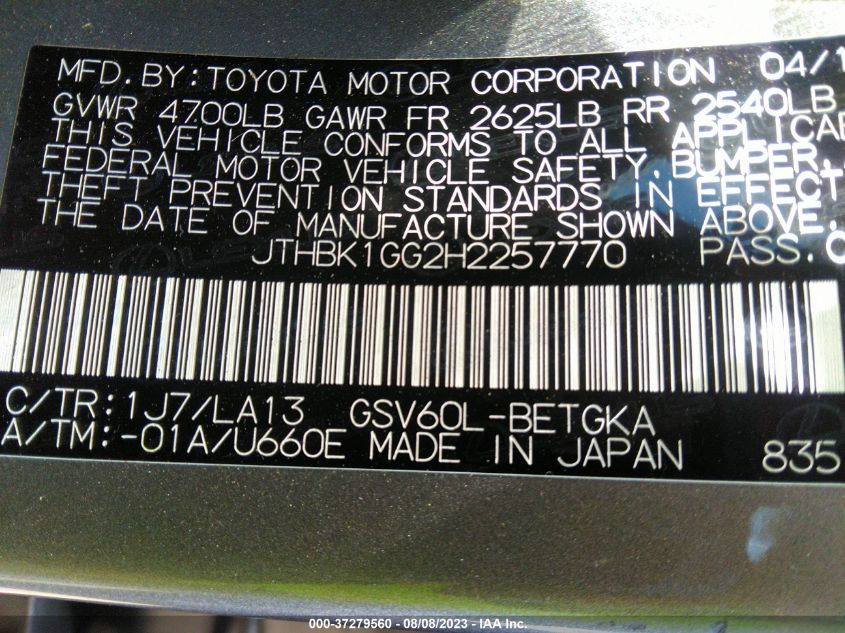 MFD. BY: TOYOTA MOTOR CORPORATION 04/1
GVWR 4700LB GAWR FR 2625LB RR 2540LB
THIS VEHICLE CONFORMS TO ALL APPLICAB
FEDERAL MOTOR VEHICLE SAFETY, BUMPER,
THEFT PREVENTION STANDARDS IN EFFECT
THE DATE OF MANUFACTURE SHOWN ABOVE.
JTHBK1GG2H2257770 PASS.C
C/TR: 1J7/LA13 GSV60L-BETGKA
A/TM: -01A/U660E MADE IN JAPAN 835
000-37279560 - 08/08/2023 - IAA Inc.